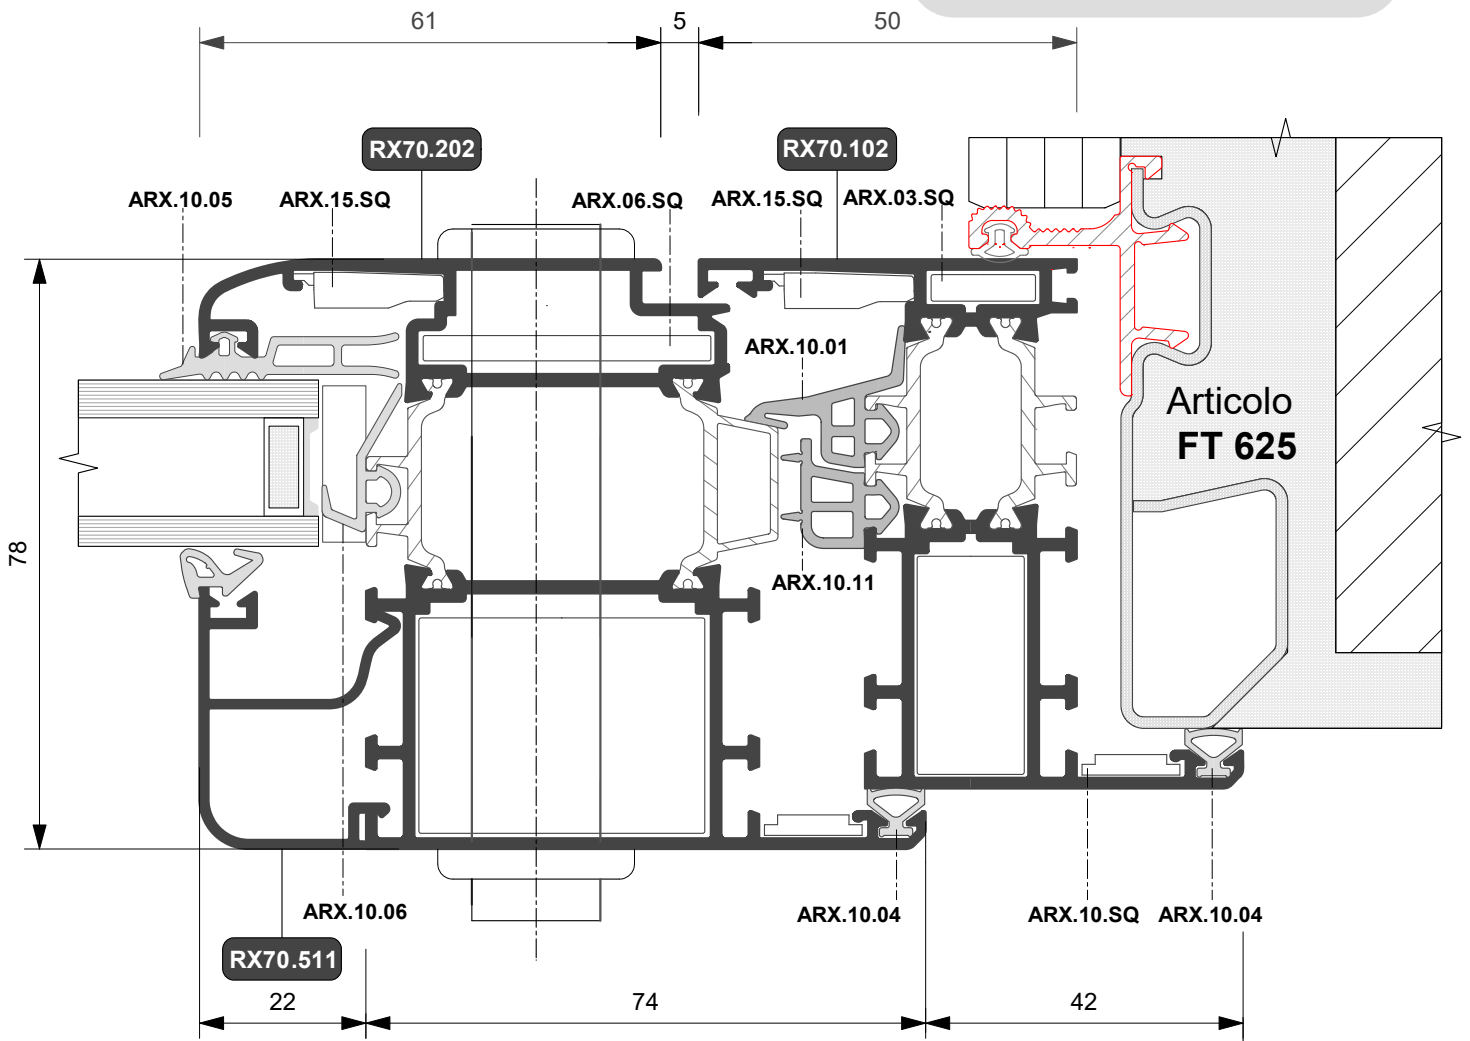 61
5
50
RX70.202
RX70.102
ARX.10.05
ARX.15.SQ
ARX.06.SQ
ARX.15.SQ
ARX.03.SQ
ARX.10.01
Articolo
FT 625
78
ARX.10.11
ARX.10.06
ARX.10.04
ARX.10.SQ
ARX.10.04
RX70.511
22
74
42